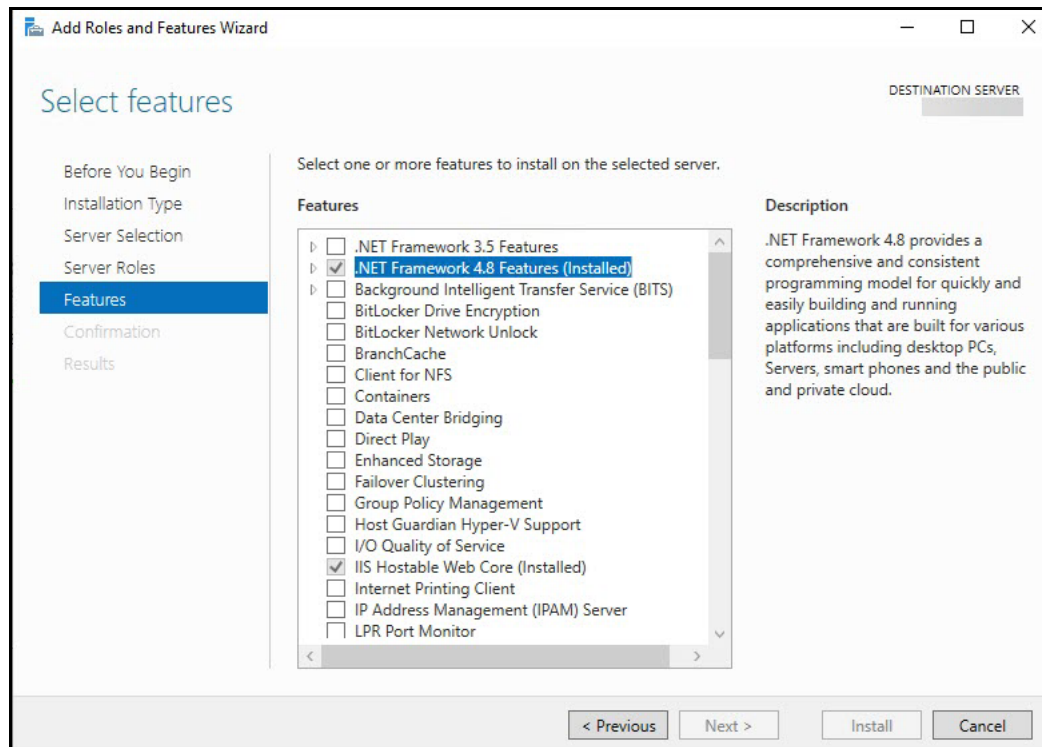 Add Roles and Features Wizard
Select features
DESTINATION SERVER
Before You Begin
Installation Type
Server Selection
Server Roles
Features
Confirmation
Results
Select one or more features to install on the selected server.
Features
.NET Framework 3.5 Features
.NET Framework 4.8 Features (Installed)
Background Intelligent Transfer Service (BITS)
BitLocker Drive Encryption
BitLocker Network Unlock
BranchCache
Client for NFS
Containers
Data Center Bridging
Direct Play
Enhanced Storage
Failover Clustering
Group Policy Management
Host Guardian Hyper-V Support
I/O Quality of Service
IIS Hostable Web Core (Installed)
Internet Printing Client
IP Address Management (IPAM) Server
LPR Port Monitor
Description
.NET Framework 4.8 provides a
comprehensive and consistent
programming model for quickly and
easily building and running
applications that are built for various
platforms including desktop PCs,
Servers, smart phones and the public
and private cloud.
< Previous
Next >
Install
Cancel